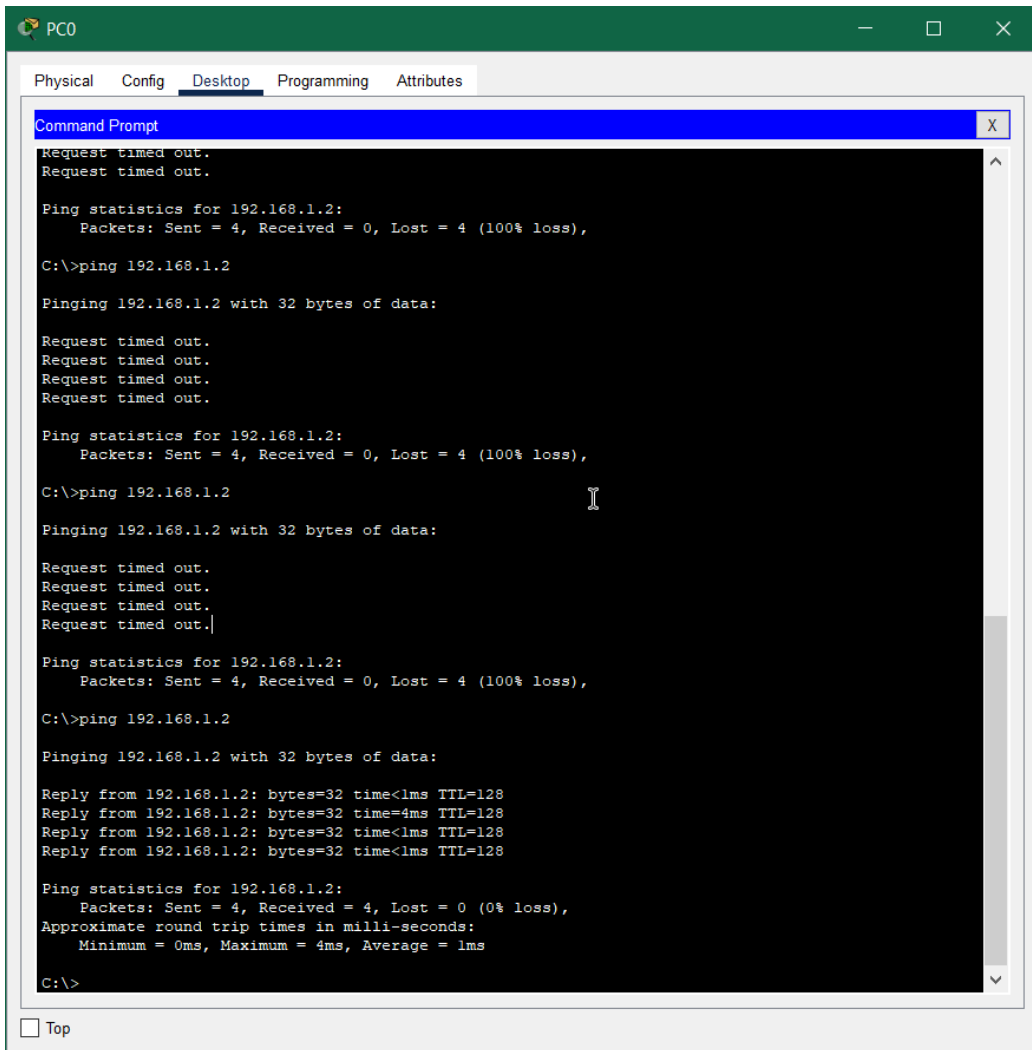 PC0
Physical Config Desktop Programming Attributes
Command Prompt X
Request timed out.
Request timed out.
Ping statistics for 192.168.1.2:
Packets: Sent = 4, Received = 0, Lost = 4 (100% loss),
C:\>ping 192.168.1.2
Pinging 192.168.1.2 with 32 bytes of data:
Request timed out.
Request timed out.
Request timed out.
Request timed out.
Ping statistics for 192.168.1.2:
Packets: Sent = 4, Received = 0, Lost = 4 (100% loss),
C:\>ping 192.168.1.2
Pinging 192.168.1.2 with 32 bytes of data:
Request timed out.
Request timed out.
Request timed out.
Request timed out.
Ping statistics for 192.168.1.2:
Packets: Sent = 4, Received = 0, Lost = 4 (100% loss),
C:\>ping 192.168.1.2
Pinging 192.168.1.2 with 32 bytes of data:
Reply from 192.168.1.2: bytes=32 time<1ms TTL=128
Reply from 192.168.1.2: bytes=32 time=4ms TTL=128
Reply from 192.168.1.2: bytes=32 time<1ms TTL=128
Reply from 192.168.1.2: bytes=32 time<1ms TTL=128
Ping statistics for 192.168.1.2:
Packets: Sent = 4, Received = 4, Lost = 0 (0% loss),
Approximate round trip times in milli-seconds:
Minimum = 0ms, Maximum = 4ms, Average = 1ms
C:\>
Top